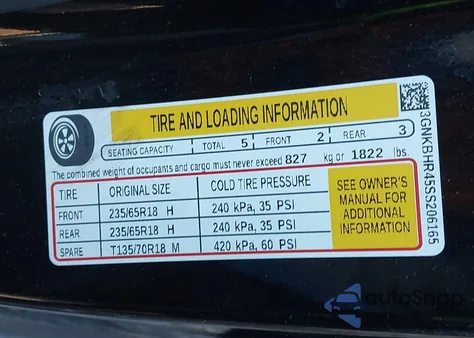 TIRE AND LOADING INFORMATION
SEATING CAPACITY TOTAL 5 FRONT 2 REAR 3
The combined weight of occupants and cargo must never exceed 827 kg or 1822 lbs.
TIRE ORIGINAL SIZE COLD TIRE PRESSURE
FRONT 235/65R18 H 240 kPa, 35 PSI
REAR 235/65R18 H 240 kPa, 35 PSI
SPARE T135/70R18 M 420 kPa, 60 PSI
SEE OWNER'S
MANUAL FOR
ADDITIONAL
INFORMATION
3GNKBHR45SS206165
autoSnap